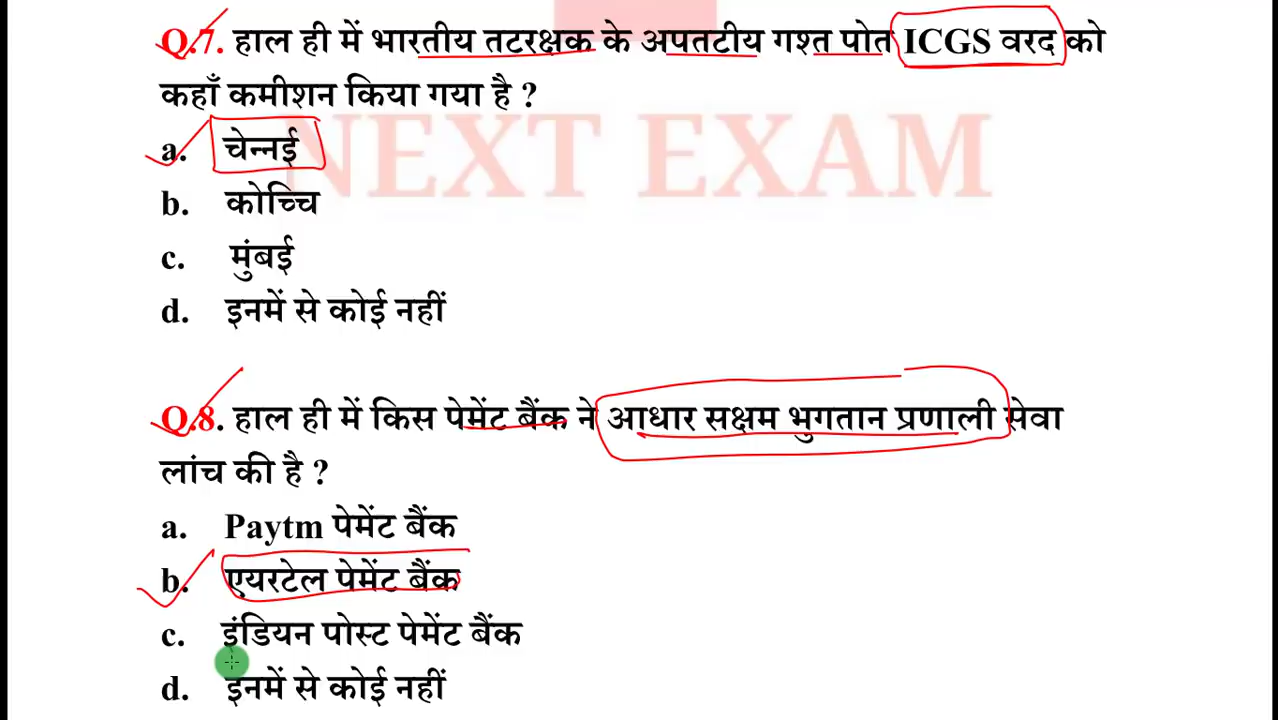 Q.7. हाल ही में भारतीय तटरक्षक के अपतटीय गश्त पोत ICGS वरद को
कहाँ कमीशन किया गया है ?
NEXT EXAM
a. चेन्नई
b. कोच्चि
c. मुंबई
d. इनमें से कोई नहीं
Q.8. हाल ही में किस पेमेंट बैंक ने आधार सक्षम भुगतान प्रणाली सेवा
लांच की है ?
a. Paytm पेमेंट बैंक
b. एयरटेल पेमेंट बैंक
c. इंडियन पोस्ट पेमेंट बैंक
d. इनमें से कोई नहीं